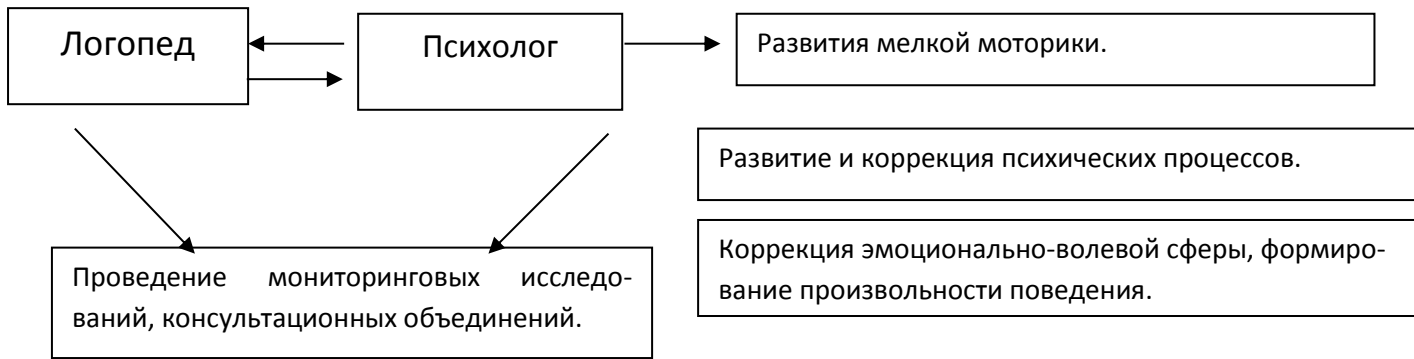 Логопед
Психолог
Развития мелкой моторики.
Развитие и коррекция психических процессов.
Коррекция эмоционально-волевой сферы, формиро-
вание произвольности поведения.
Проведение мониторинговых исследо-
ваний, консультационных объединений.